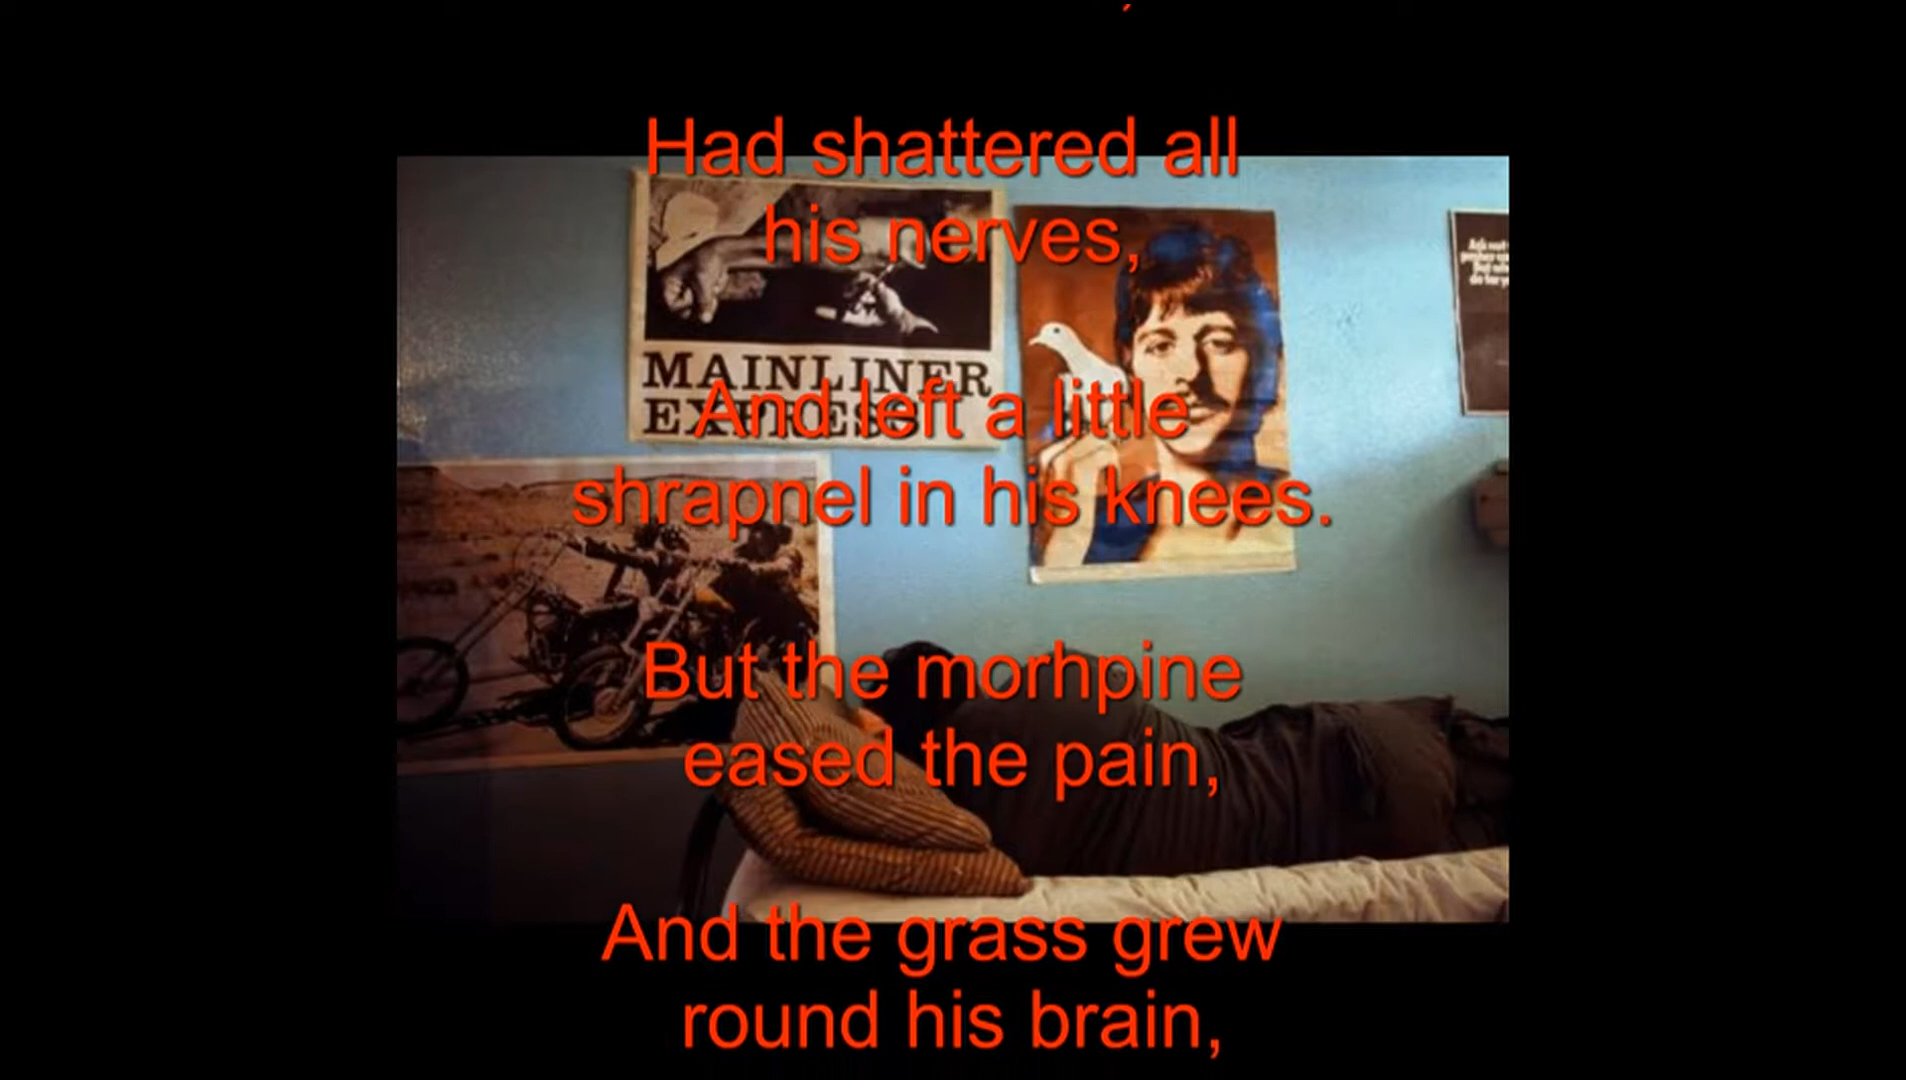 Had shattered all
his nerves,
MAINLINER
EXPRESS
And left a little
shrapnel in his knees.
But the morhpine
eased the pain,
And the grass grew
round his brain,